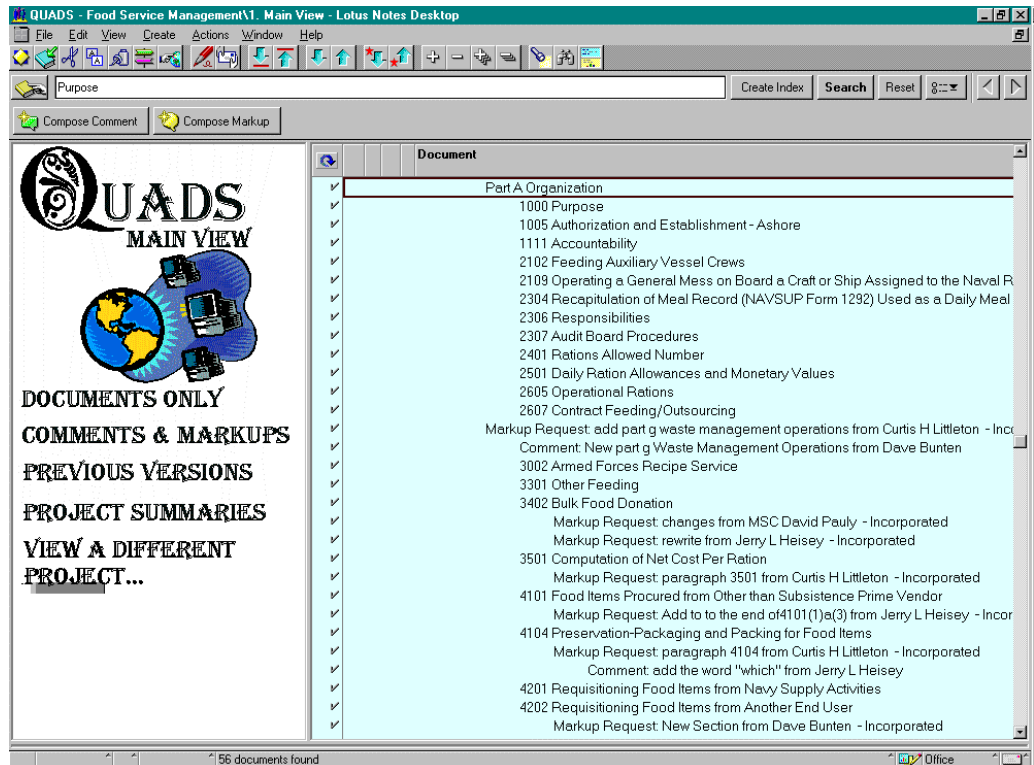 QUADS - Food Service Management\1. Main View - Lotus Notes Desktop
File Edit View Create Actions Window Help
Purpose
Create Index Search Reset
Compose Comment Compose Markup
QUADS
MAIN VIEW
DOCUMENTS ONLY
COMMENTS & MARKUPS
PREVIOUS VERSIONS
PROJECT SUMMARIES
VIEW A DIFFERENT
PROJECT...
Document
Part A Organization
1000 Purpose
1005 Authorization and Establishment - Ashore
1111 Accountability
2102 Feeding Auxiliary Vessel Crews
2109 Operating a General Mess on Board a Craft or Ship Assigned to the Naval R
2304 Recapitulation of Meal Record (NAVSUP Form 1292) Used as a Daily Meal
2306 Responsibilities
2307 Audit Board Procedures
2401 Rations Allowed Number
2501 Daily Ration Allowances and Monetary Values
2605 Operational Rations
2607 Contract Feeding/Outsourcing
Markup Request: add part g waste management operations from Curtis H Littleton - Inc
Comment: New part g Waste Management Operations from Dave Bunten
3002 Armed Forces Recipe Service
3301 Other Feeding
3402 Bulk Food Donation
Markup Request: changes from MSC David Pauly - Incorporated
Markup Request: rewrite from Jerry L Heisey - Incorporated
3501 Computation of Net Cost Per Ration
Markup Request: paragraph 3501 from Curtis H Littleton - Incorporated
4101 Food Items Procured from Other than Subsistence Prime Vendor
Markup Request: Add to to the end of4101(1)a(3) from Jerry L Heisey - Incor
4104 Preservation-Packaging and Packing for Food Items
Markup Request: paragraph 4104 from Curtis H Littleton - Incorporated
Comment: add the word "which" from Jerry L Heisey
4201 Requisitioning Food Items from Navy Supply Activities
4202 Requisitioning Food Items from Another End User
Markup Request: New Section from Dave Bunten - Incorporated
56 documents found
Office